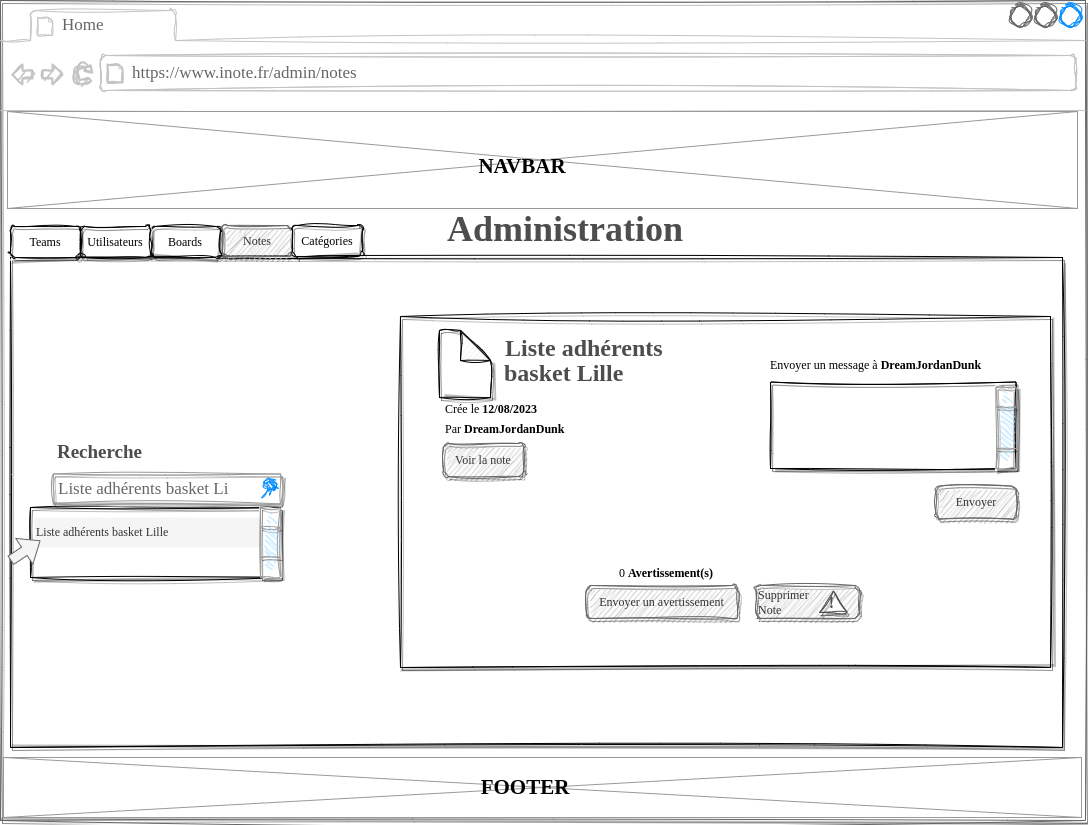 Home
https://www.inote.fr/admin/notes
NAVBAR
Administration
Teams
Utilisateurs
Boards
Notes
Catégories
Recherche
Liste adhérents basket Li
Liste adhérents basket Lille
Liste adhérents
basket Lille
Crée le 12/08/2023
Par DreamJordanDunk
Voir la note
Envoyer un message à DreamJordanDunk
Envoyer
0 Avertissement(s)
Envoyer un avertissement
Supprimer
Note
!
FOOTER